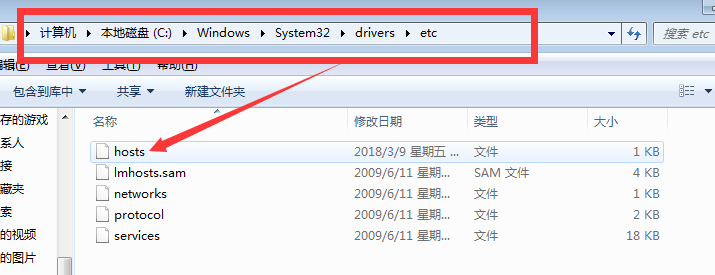 计算机 本地磁盘 (C:) Windows System32 drivers etc 搜索 etc
编辑(E) 查看(V) 工具(T) 帮助(H)
包含到库中 共享 新建文件夹
存的游戏
系人
接
藏夹
索
的视频
的图片
名称 修改日期 类型 大小
hosts 2018/3/9 星期五 ... 文件 1 KB
lmhosts.sam 2009/6/11 星期... SAM 文件 4 KB
networks 2009/6/11 星期... 文件 1 KB
protocol 2009/6/11 星期... 文件 2 KB
services 2009/6/11 星期... 文件 18 KB